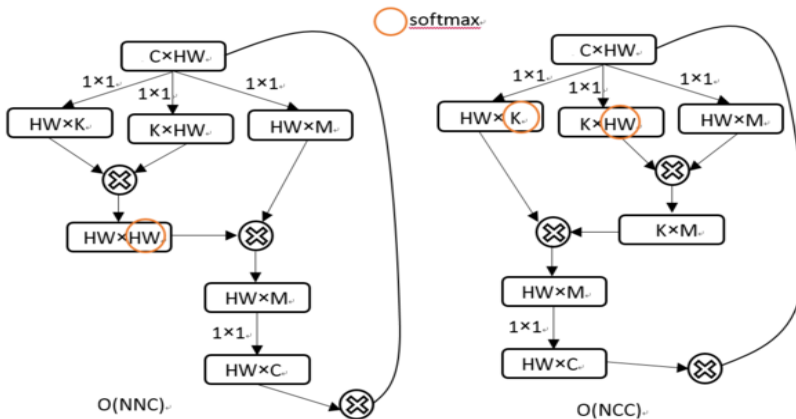 softmax
C×HW
1×1
1×1
1×1
HW×K
K×HW
HW×M
HW×HW
HW×M
1×1
HW×C
O(NNC)
C×HW
1×1
1×1
1×1
HW×K
K×HW
HW×M
K×M
HW×M
1×1
HW×C
O(NCC)